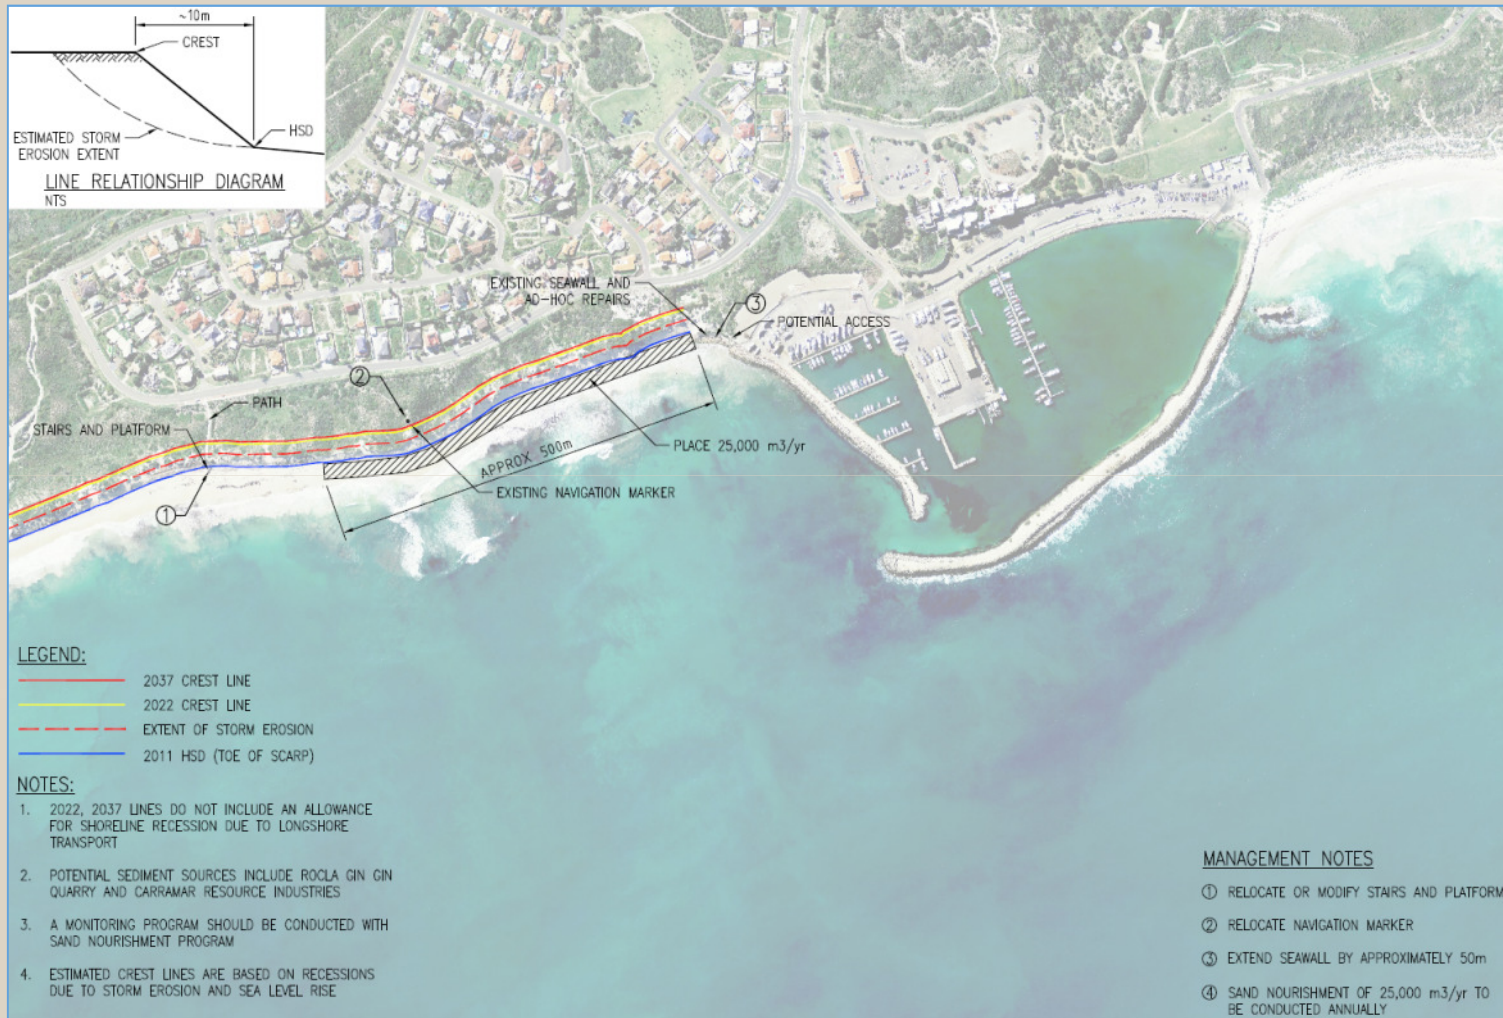 ~10m
CREST
HSD
ESTIMATED STORM
EROSION EXTENT
LINE RELATIONSHIP DIAGRAM
NTS
EXISTING SEAWALL AND
AD-HOC REPAIRS
③
POTENTIAL ACCESS
②
PATH
STAIRS AND PLATFORM
PLACE 25,000 m3/yr
APPROX. 500m
EXISTING NAVIGATION MARKER
①
LEGEND:
2037 CREST LINE
2022 CREST LINE
EXTENT OF STORM EROSION
2011 HSD (TOE OF SCARP)
NOTES:
1. 2022, 2037 LINES DO NOT INCLUDE AN ALLOWANCE
FOR SHORELINE RECESSION DUE TO LONGSHORE
TRANSPORT
2. POTENTIAL SEDIMENT SOURCES INCLUDE ROCLA GIN GIN
QUARRY AND CARRAMAR RESOURCE INDUSTRIES
3. A MONITORING PROGRAM SHOULD BE CONDUCTED WITH
SAND NOURISHMENT PROGRAM
4. ESTIMATED CREST LINES ARE BASED ON RECESSIONS
DUE TO STORM EROSION AND SEA LEVEL RISE
MANAGEMENT NOTES
① RELOCATE OR MODIFY STAIRS AND PLATFORM
② RELOCATE NAVIGATION MARKER
③ EXTEND SEAWALL BY APPROXIMATELY 50m
④ SAND NOURISHMENT OF 25,000 m3/yr TO
BE CONDUCTED ANNUALLY